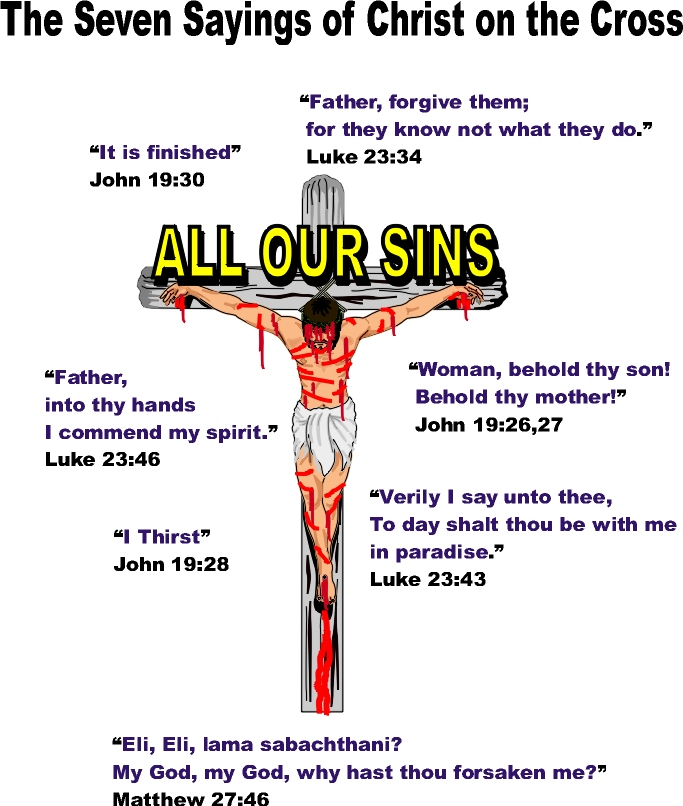 The Seven Sayings of Christ on the Cross
“Father, forgive them;
for they know not what they do.”
Luke 23:34
“It is finished”
John 19:30
ALL OUR SINS
“Father,
into thy hands
I commend my spirit.”
Luke 23:46
“Woman, behold thy son!
Behold thy mother!”
John 19:26,27
“Verily I say unto thee,
To day shalt thou be with me
in paradise.”
Luke 23:43
“I Thirst”
John 19:28
“Eli, Eli, lama sabachthani?
My God, my God, why hast thou forsaken me?”
Matthew 27:46